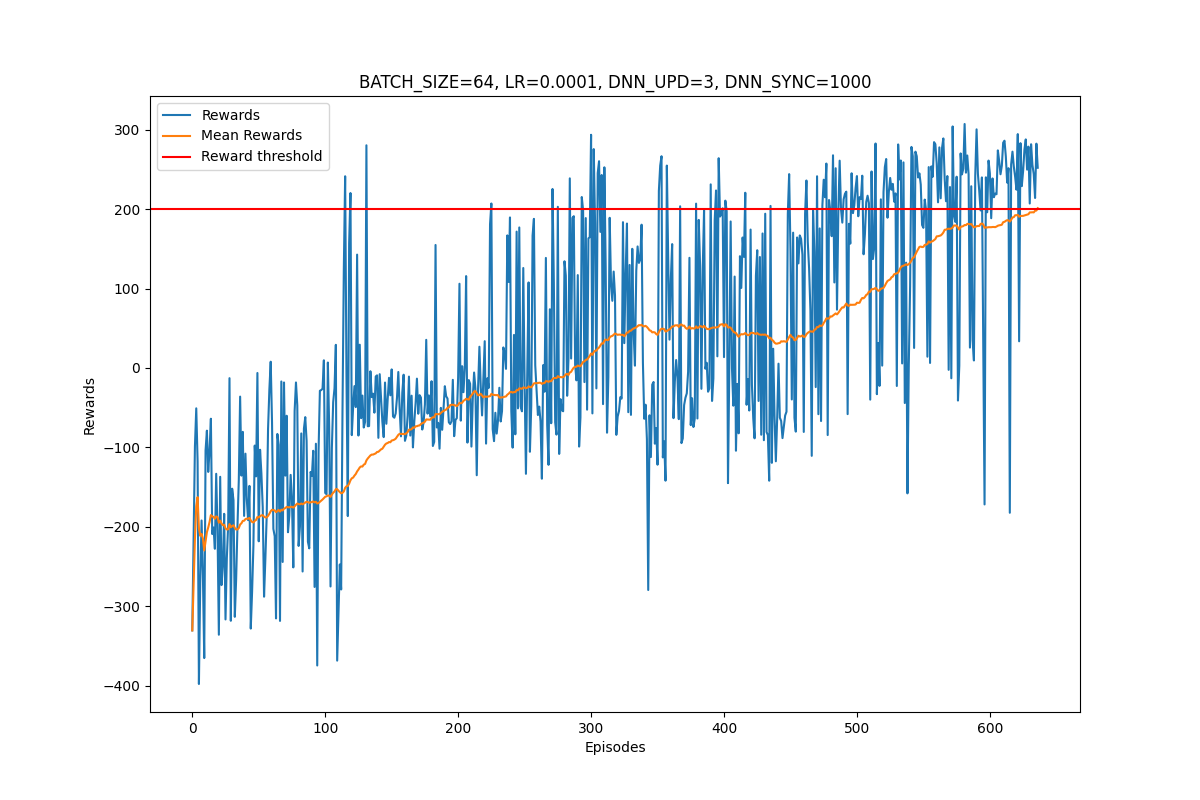 BATCH_SIZE=64, LR=0.0001, DNN_UPD=3, DNN_SYNC=1000
Rewards
Mean Rewards
Reward threshold
300
200
100
0
−100
−200
−300
−400
Rewards
0 100 200 300 400 500 600
Episodes